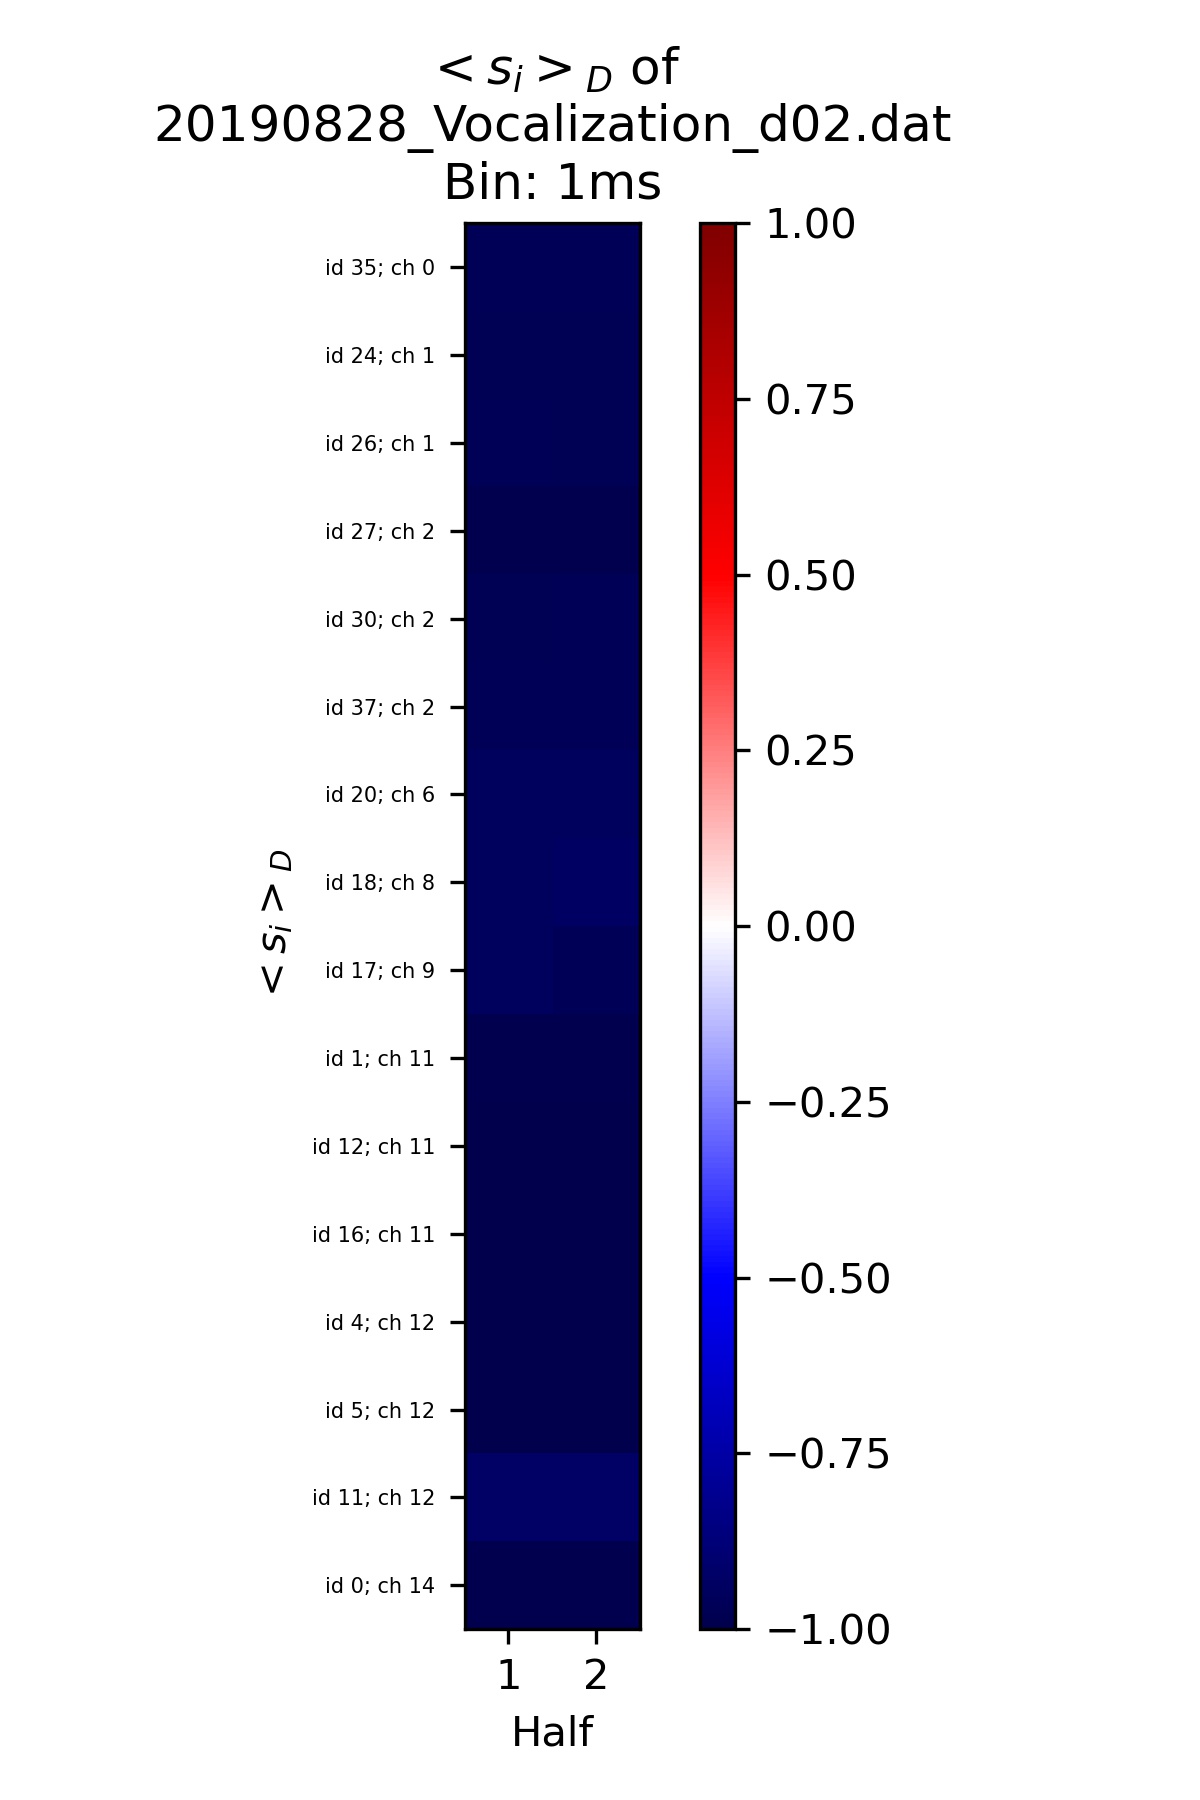 < s_i >_D of
20190828_Vocalization_d02.dat
Bin: 1ms
< s_i >_D
id 35; ch 0
id 24; ch 1
id 26; ch 1
id 27; ch 2
id 30; ch 2
id 37; ch 2
id 20; ch 6
id 18; ch 8
id 17; ch 9
id 1; ch 11
id 12; ch 11
id 16; ch 11
id 4; ch 12
id 5; ch 12
id 11; ch 12
id 0; ch 14
1 2
Half
1.00
0.75
0.50
0.25
0.00
−0.25
−0.50
−0.75
−1.00